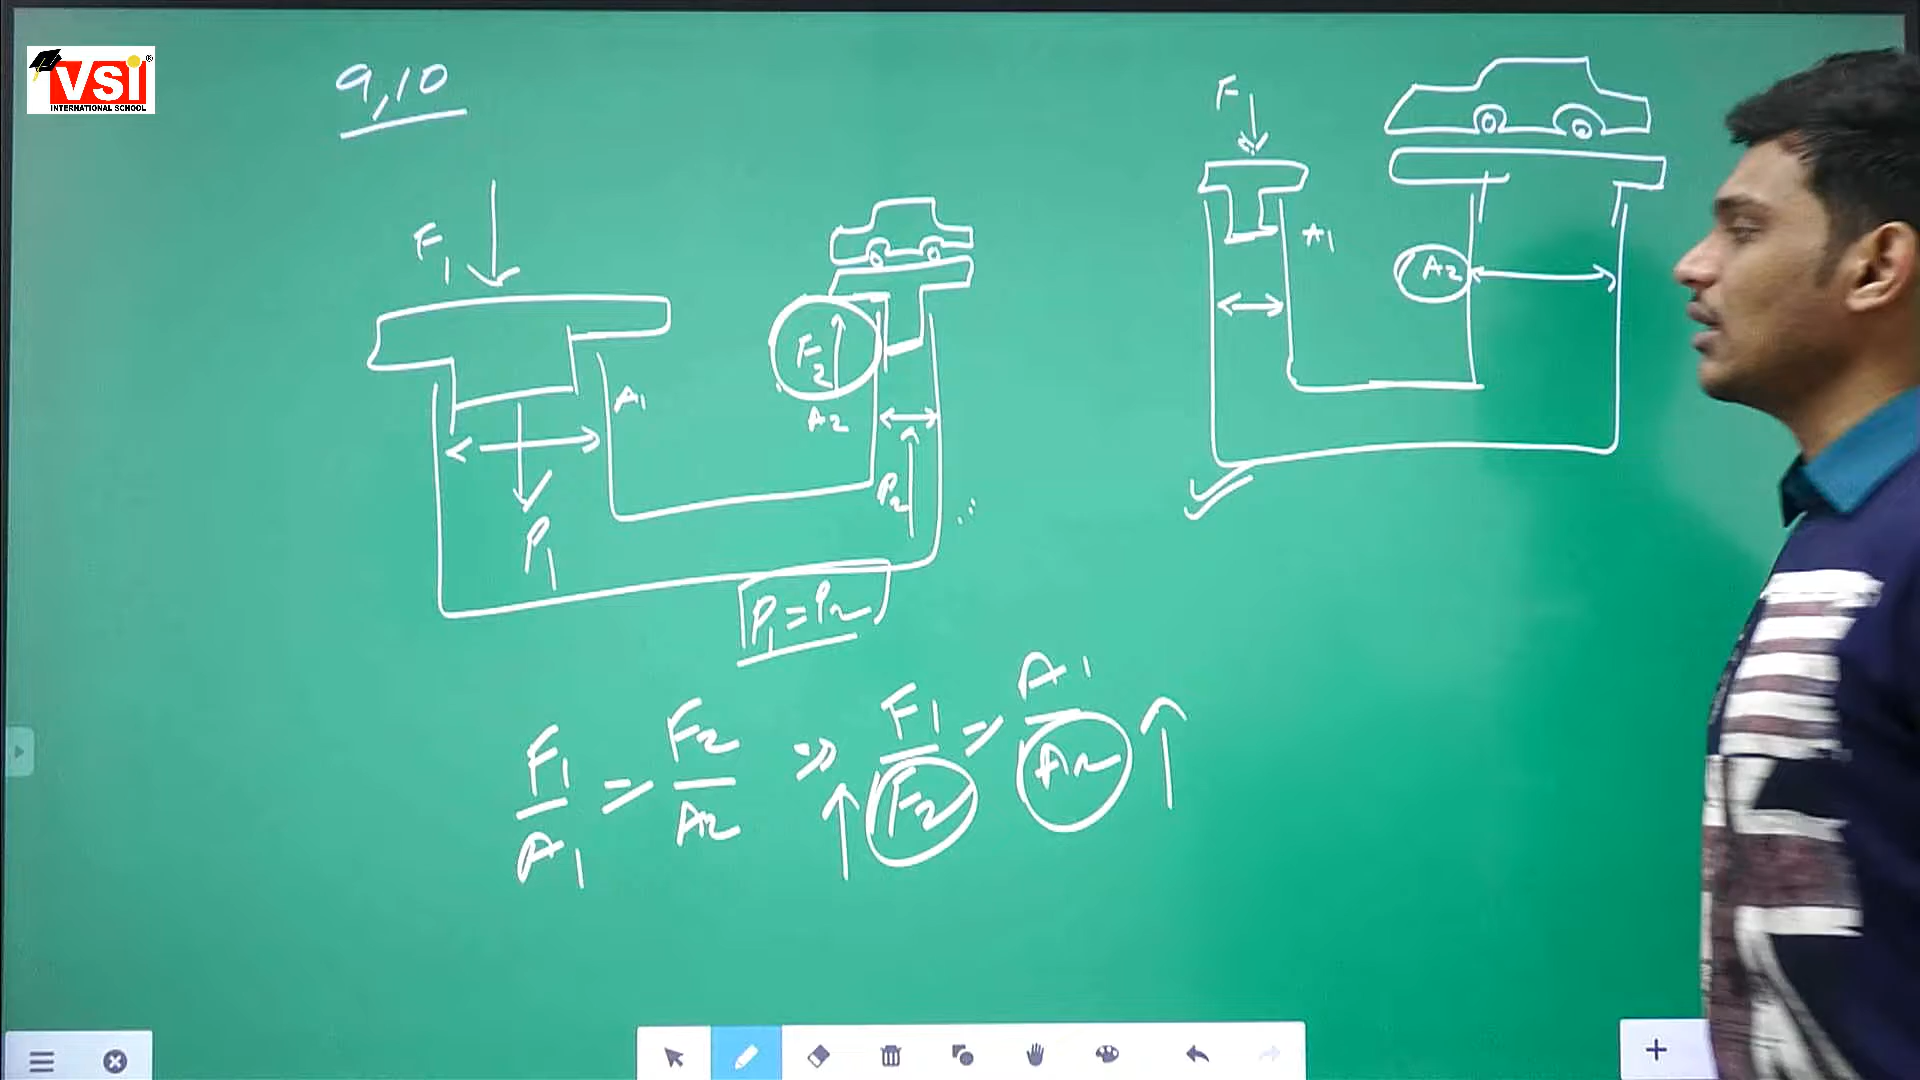 VSI®
INTERNATIONAL SCHOOL
9,10
F
F1
A1
A2
F2
A1
A2
P2
P1
P1=P2
F1/A1 = F2/A2 => F1/F2 = A1/A2